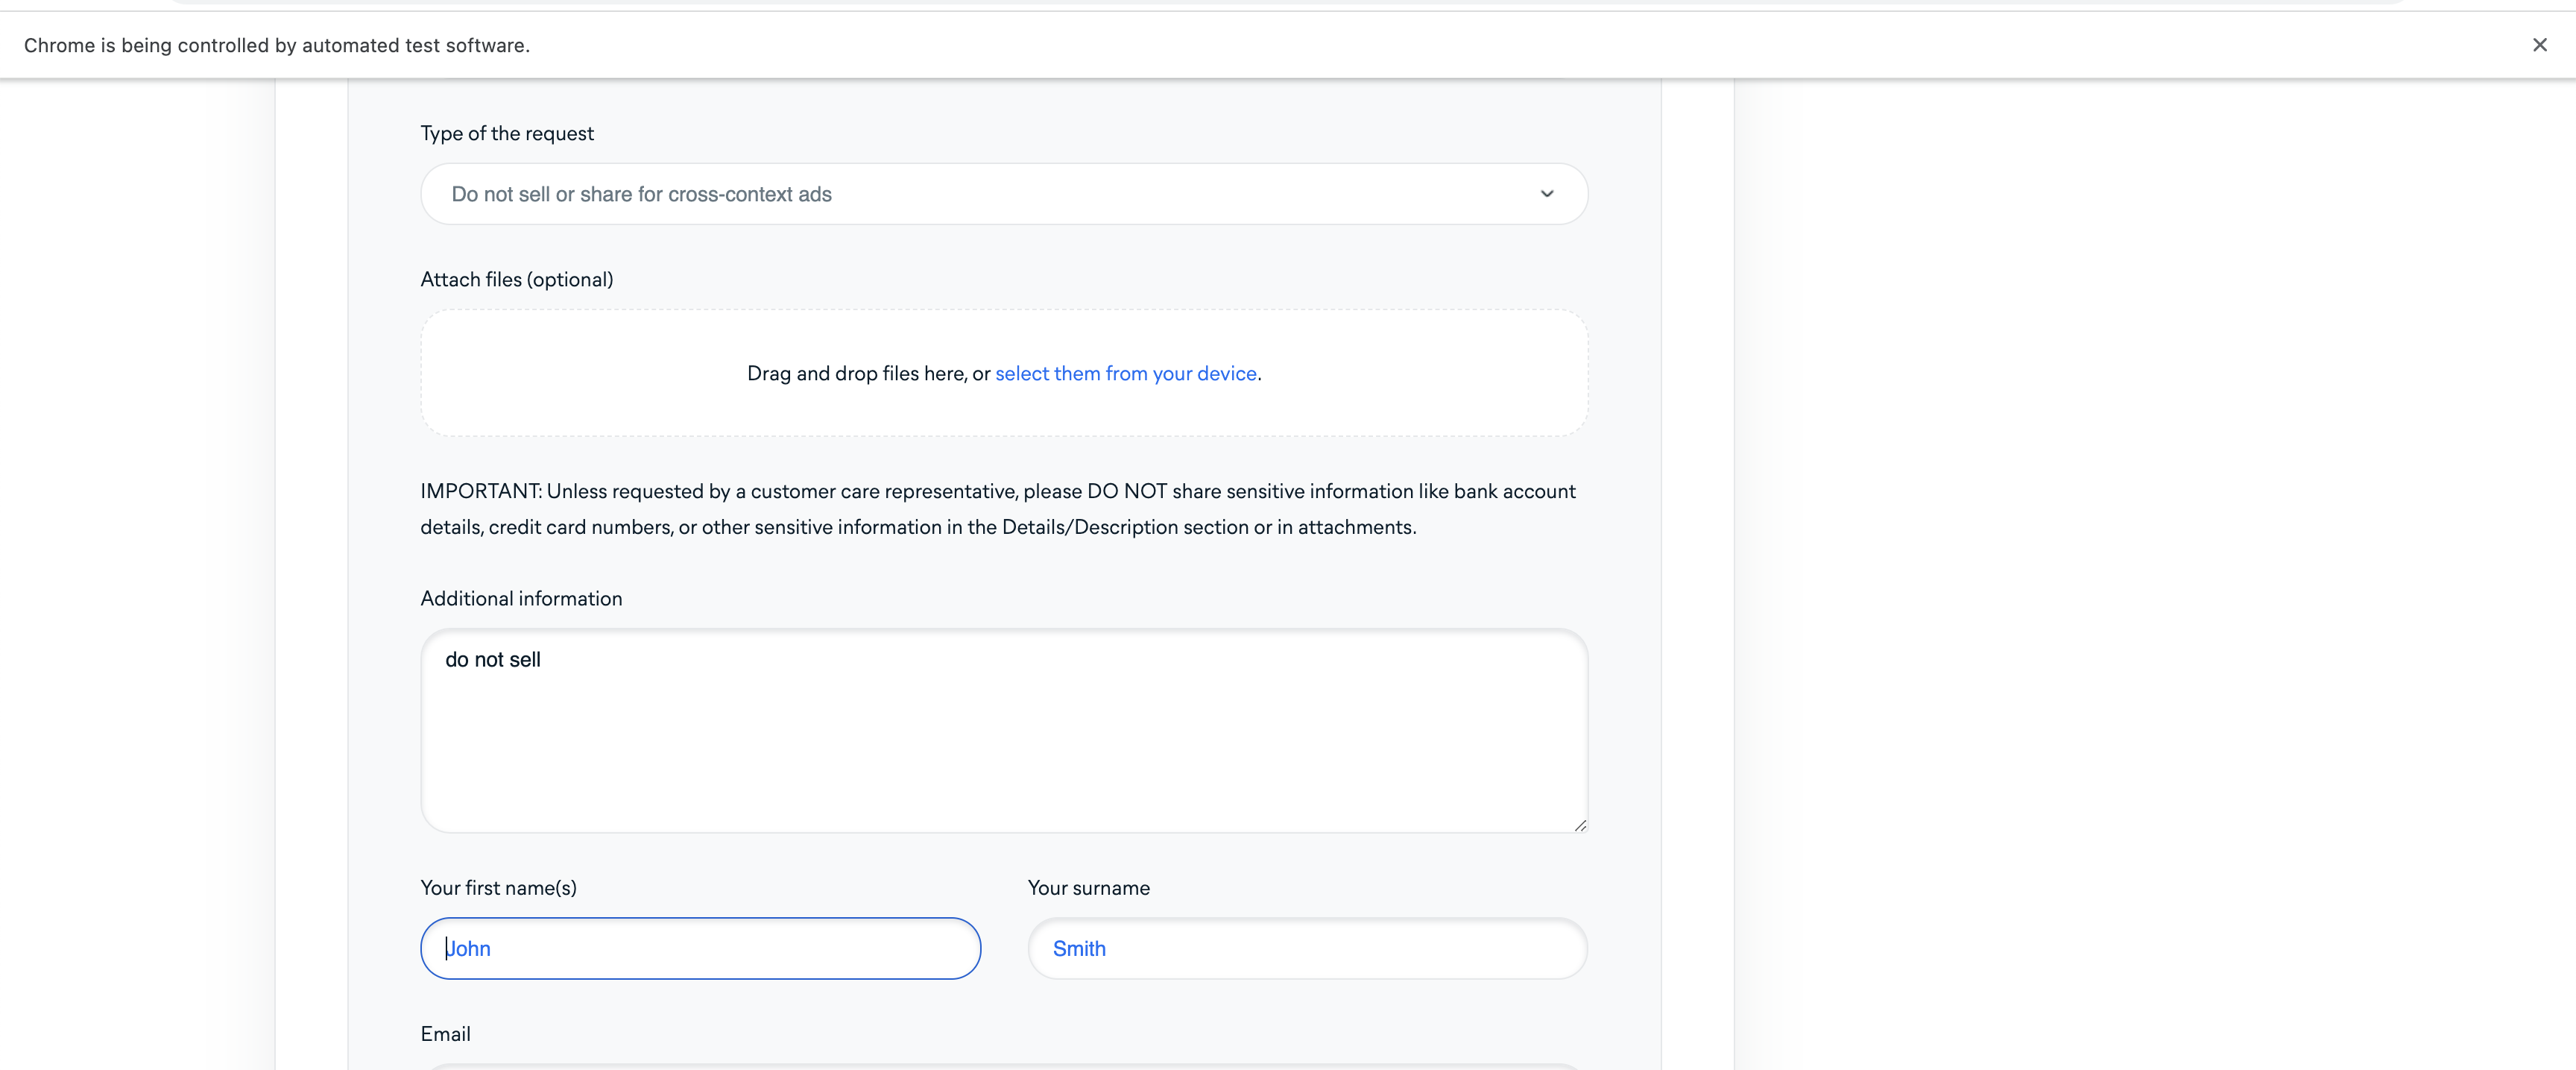 Chrome is being controlled by automated test software.
Type of the request
Do not sell or share for cross-context ads
Attach files (optional)
Drag and drop files here, or select them from your device.
IMPORTANT: Unless requested by a customer care representative, please DO NOT share sensitive information like bank account
details, credit card numbers, or other sensitive information in the Details/Description section or in attachments.
Additional information
do not sell
Your first name(s)
Your surname
John
Smith
Email